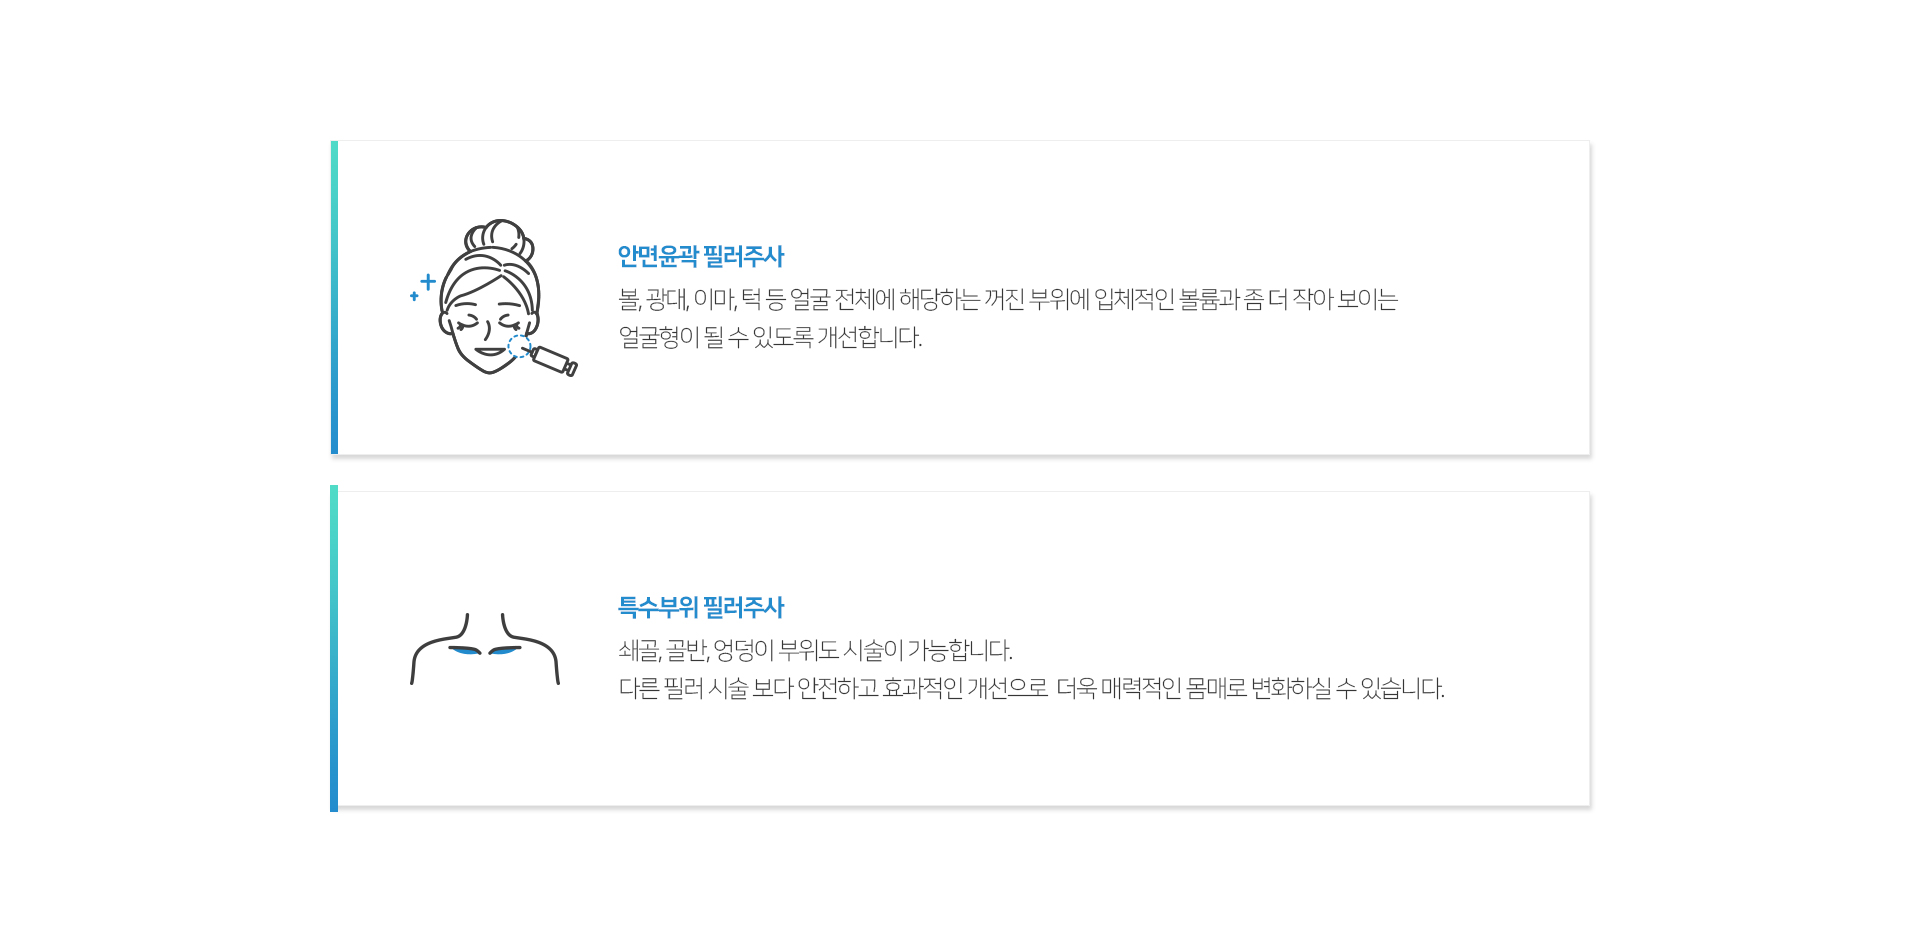 안면윤곽 필러주사
볼, 광대, 이마, 턱 등 얼굴 전체에 해당하는 꺼진 부위에 입체적인 볼륨과 좀 더 작아 보이는
얼굴형이 될 수 있도록 개선합니다.
특수부위 필러주사
쇄골, 골반, 엉덩이 부위도 시술이 가능합니다.
다른 필러 시술 보다 안전하고 효과적인 개선으로 더욱 매력적인 몸매로 변화하실 수 있습니다.